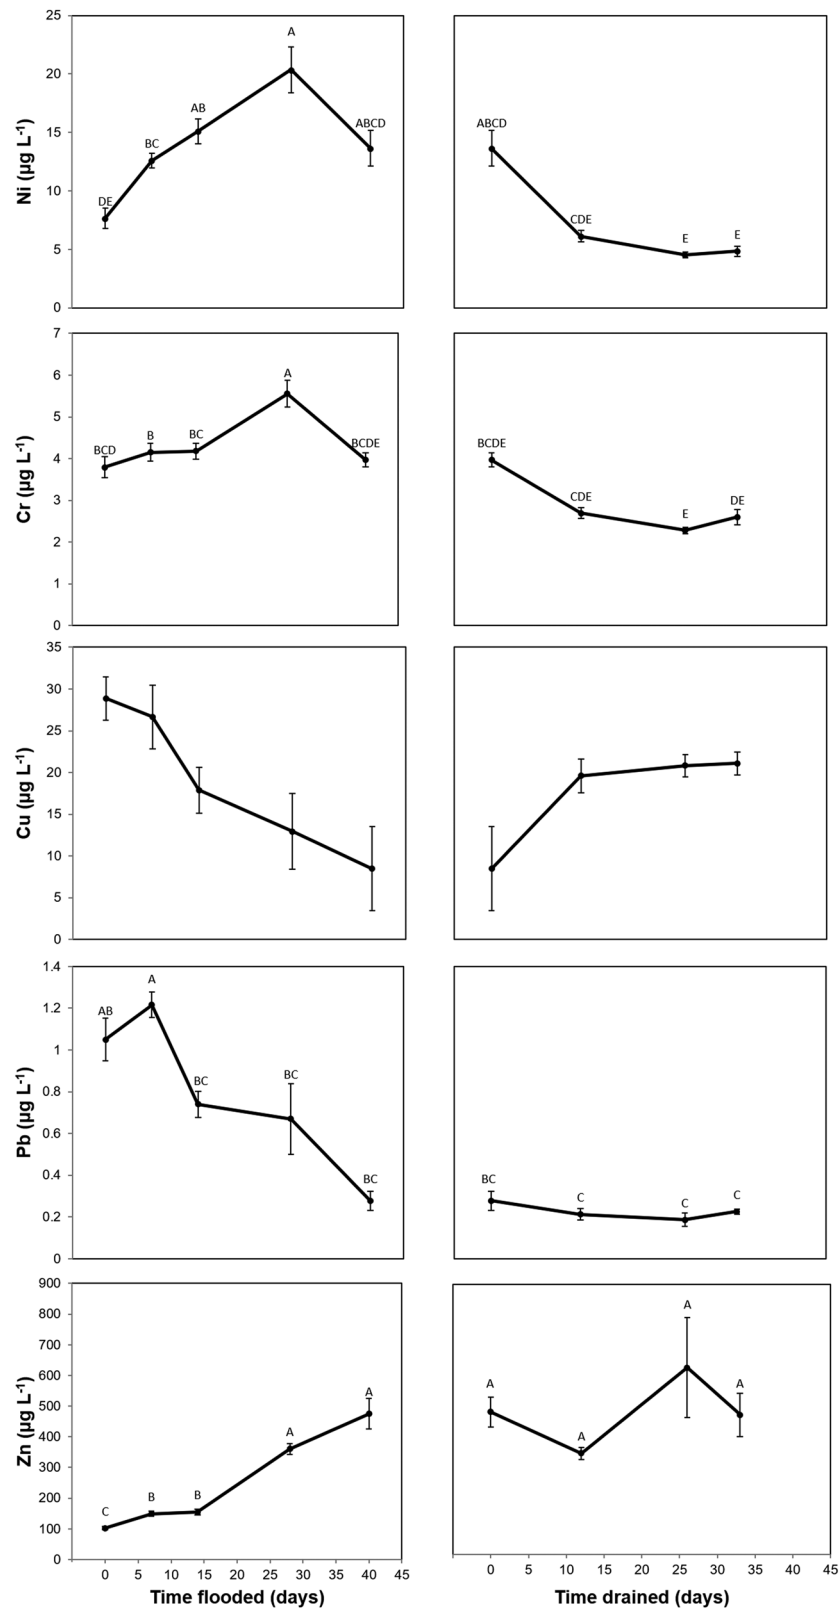 25
20
15
10
5
0
Ni (µg L-1)
DE
BC
AB
A
ABCD
ABCD
CDE
E
E
7
6
5
4
3
2
1
0
Cr (µg L-1)
BCD
B
BC
A
BCDE
BCDE
CDE
E
DE
35
30
25
20
15
10
5
0
Cu (µg L-1)
1.4
1.2
1
0.8
0.6
0.4
0.2
0
Pb (µg L-1)
AB
A
BC
BC
BC
BC
C
C
C
900
800
700
600
500
400
300
200
100
0
Zn (µg L-1)
C
B
B
A
A
A
A
A
A
0 5 10 15 20 25 30 35 40 45
Time flooded (days)
0 5 10 15 20 25 30 35 40 45
Time drained (days)